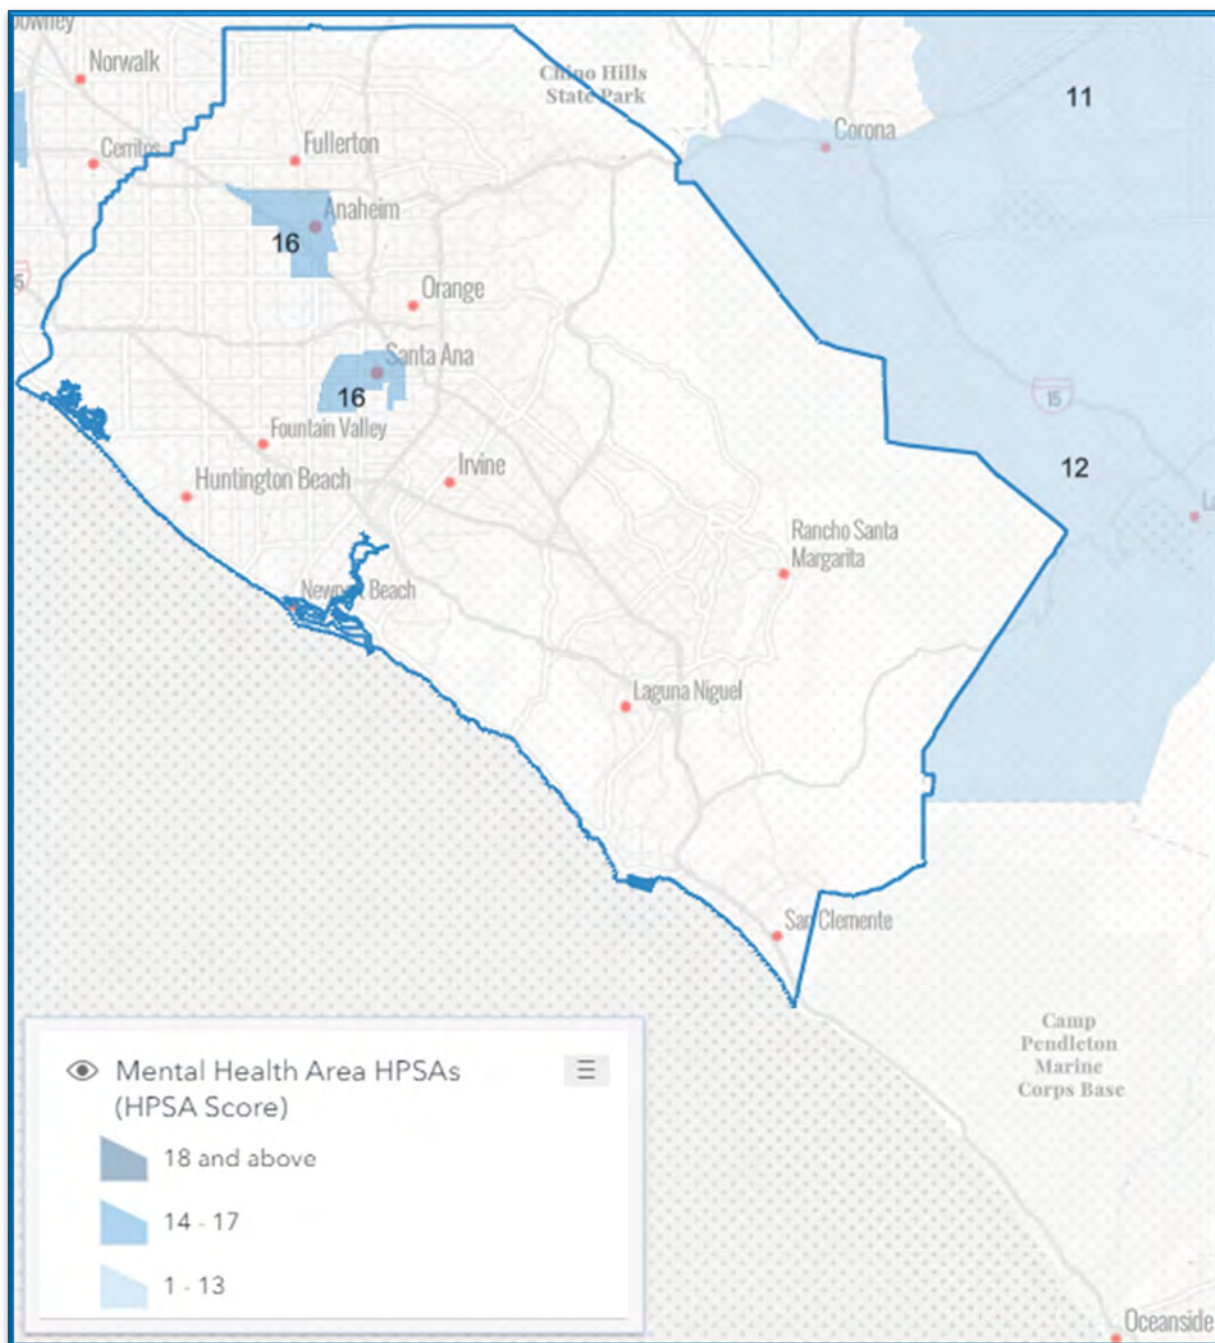 Norwalk
Chino Hills
State Park
11
Corona
Cerritos
Fullerton
Anaheim
16
Orange
Santa Ana
16
15
Fountain Valley
Irvine
12
Huntington Beach
Rancho Santa
Margarita
Newport Beach
Laguna Niguel
San Clemente
Camp
Pendleton
Marine
Corps Base
Mental Health Area HPSAs
(HPSA Score)
18 and above
14 - 17
1 - 13
Oceanside